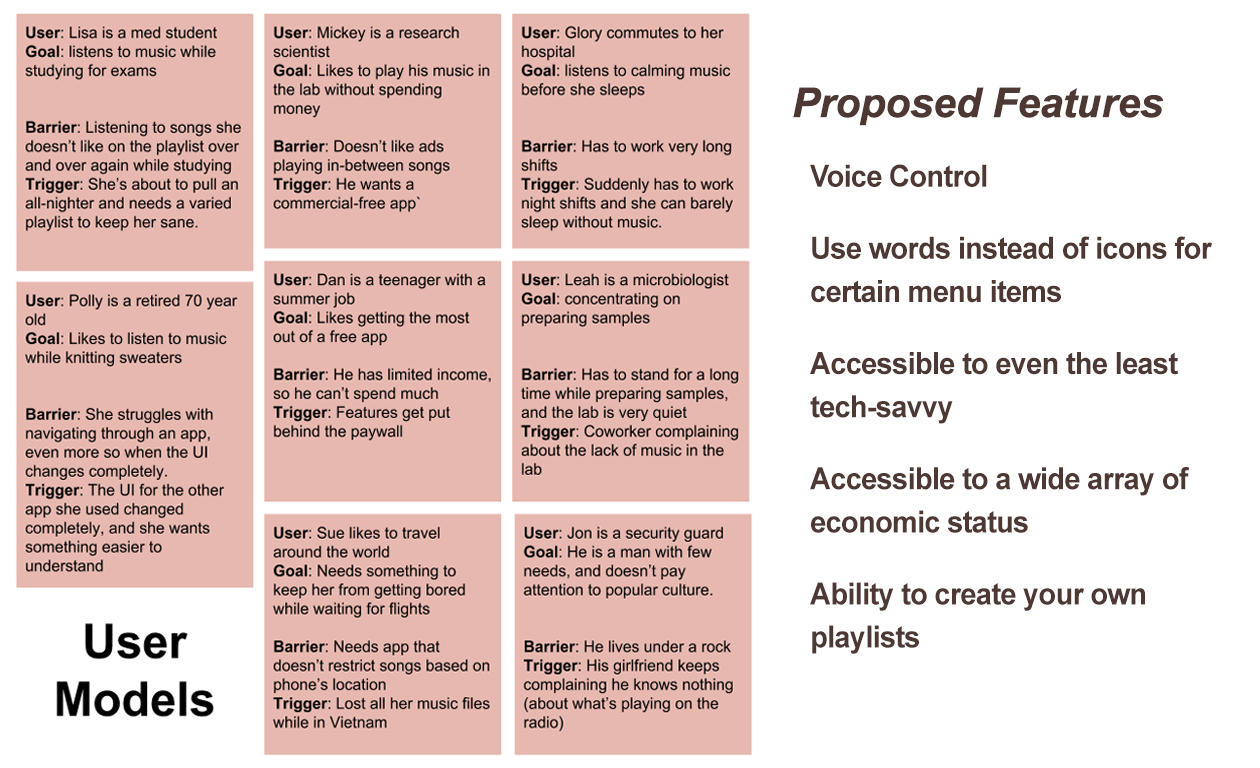 User: Lisa is a med student
Goal: listens to music while
studying for exams
Barrier: Listening to songs she
doesn't like on the playlist over
and over again while studying
Trigger: She's about to pull an
all-nighter and needs a varied
playlist to keep her sane.
User: Polly is a retired 70 year
old
Goal: Likes to listen to music
while knitting sweaters
Barrier: She struggles with
navigating through an app,
even more so when the UI
changes completely.
Trigger: The UI for the other
app she used changed
completely, and she wants
something easier to
understand
User: Mickey is a research
scientist
Goal: Likes to play his music in
the lab without spending
money
Barrier: Doesn't like ads
playing in-between songs
Trigger: He wants a
commercial-free app`
User: Dan is a teenager with a
summer job
Goal: Likes getting the most
out of a free app
Barrier: He has limited income,
so he can't spend much
Trigger: Features get put
behind the paywall
User: Sue likes to travel
around the world
Goal: Needs something to
keep her from getting bored
while waiting for flights
Barrier: Needs app that
doesn't restrict songs based on
phone's location
Trigger: Lost all her music files
while in Vietnam
User: Glory commutes to her
hospital
Goal: listens to calming music
before she sleeps
Barrier: Has to work very long
shifts
Trigger: Suddenly has to work
night shifts and she can barely
sleep without music.
User: Leah is a microbiologist
Goal: concentrating on
preparing samples
Barrier: Has to stand for a long
time while preparing samples,
and the lab is very quiet
Trigger: Coworker complaining
about the lack of music in the
lab
User: Jon is a security guard
Goal: He is a man with few
needs, and doesn't pay
attention to popular culture.
Barrier: He lives under a rock
Trigger: His girlfriend keeps
complaining he knows nothing
(about what's playing on the
radio)
User
Models
Proposed Features
Voice Control
Use words instead of icons for
certain menu items
Accessible to even the least
tech-savvy
Accessible to a wide array of
economic status
Ability to create your own
playlists